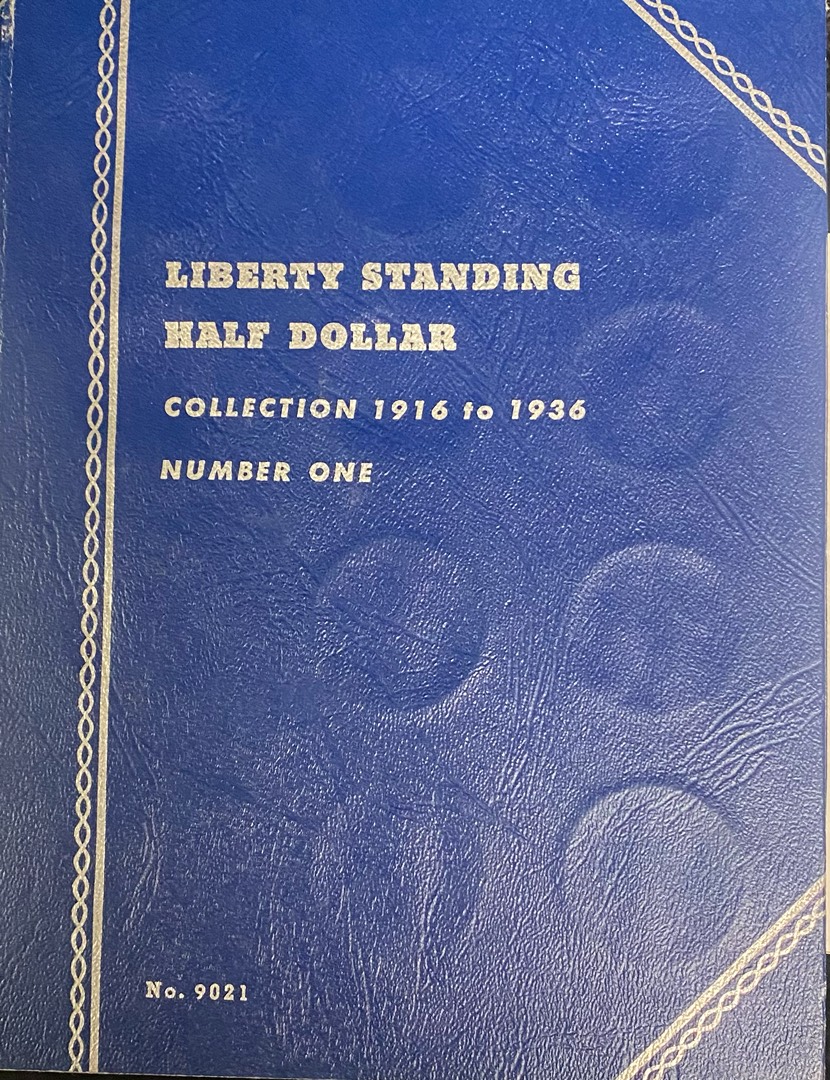 LIBERTY STANDING
HALF DOLLAR
COLLECTION 1916 to 1936
NUMBER ONE
No. 9021